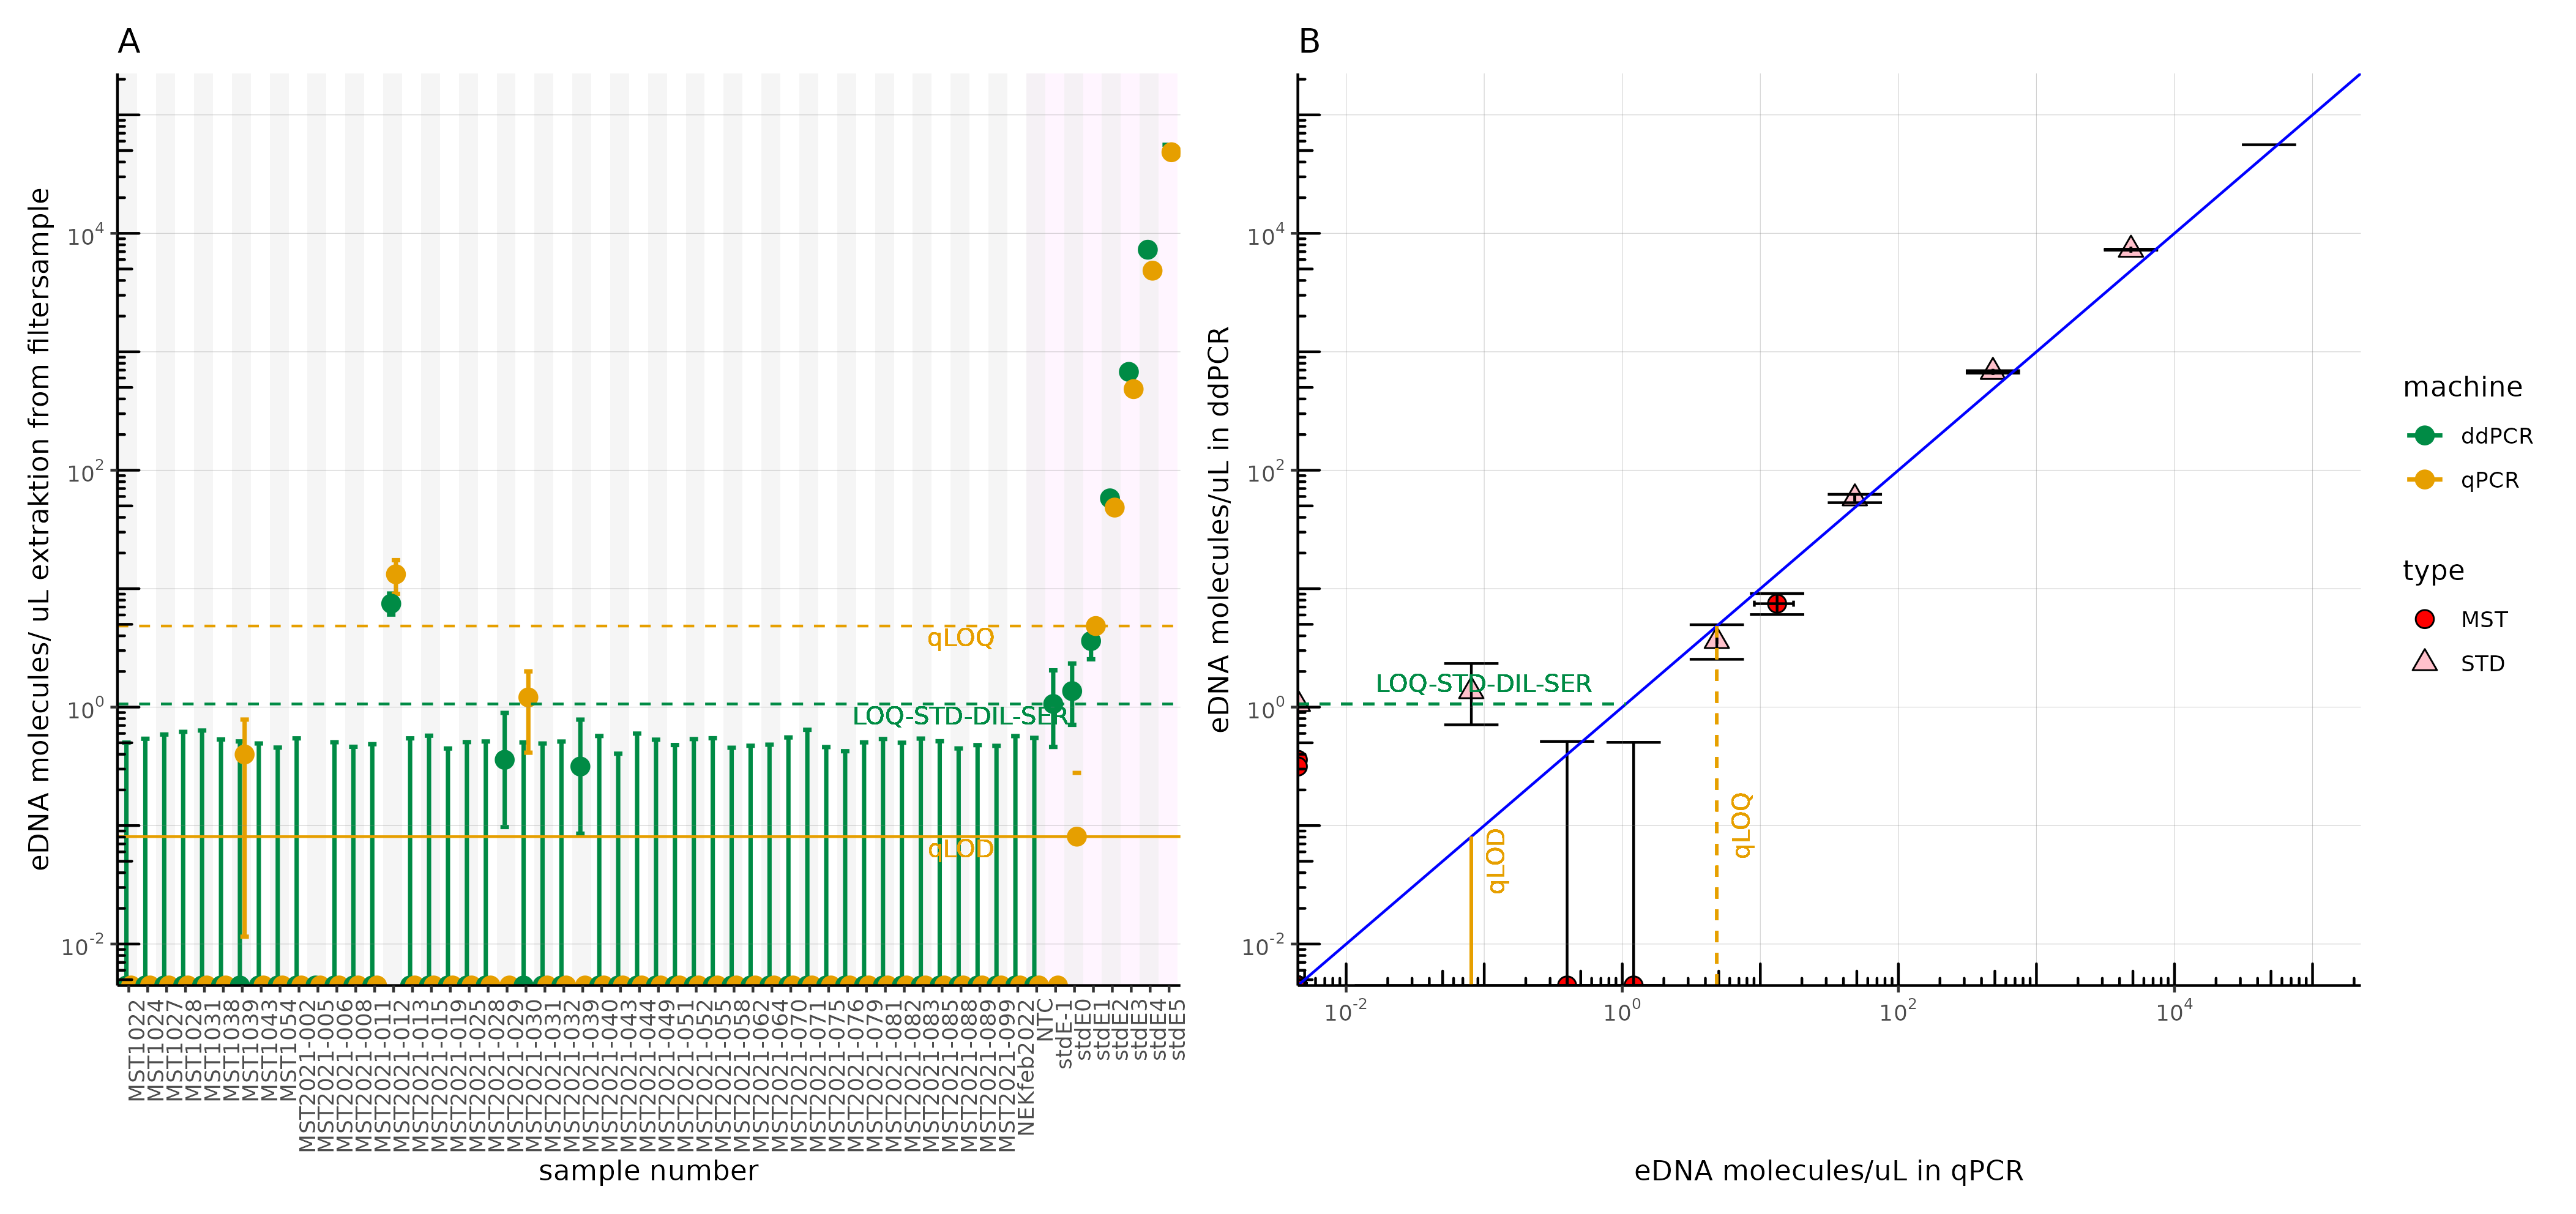 A
eDNA molecules/ uL extraktion from filtersample
10^4
10^2
10^0
10^-2
qLOQ
LOQ-STD-DIL-SER
qLOD
MST1022
MST1024
MST1027
MST1028
MST1031
MST1038
MST1039
MST1043
MST1054
MST2021-002
MST2021-005
MST2021-006
MST2021-008
MST2021-011
MST2021-012
MST2021-013
MST2021-015
MST2021-019
MST2021-025
MST2021-028
MST2021-029
MST2021-030
MST2021-031
MST2021-032
MST2021-039
MST2021-040
MST2021-043
MST2021-044
MST2021-049
MST2021-051
MST2021-052
MST2021-055
MST2021-058
MST2021-062
MST2021-064
MST2021-070
MST2021-071
MST2021-075
MST2021-076
MST2021-079
MST2021-081
MST2021-082
MST2021-083
MST2021-085
MST2021-088
MST2021-089
MST2021-099
NEKfeb2022
NTC
stdE-1
stdE0
stdE1
stdE2
stdE3
stdE4
stdE5
sample number
B
eDNA molecules/uL in ddPCR
10^4
10^2
10^0
10^-2
LOQ-STD-DIL-SER
qLOD
qLOQ
10^-2
10^0
10^2
10^4
eDNA molecules/uL in qPCR
machine
ddPCR
qPCR
type
MST
STD